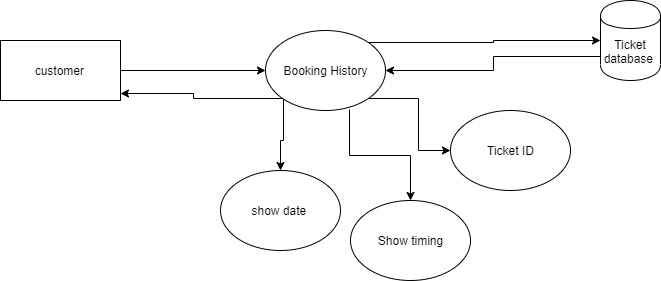 customer
Booking History
Ticket
database
Ticket ID
show date
Show timing